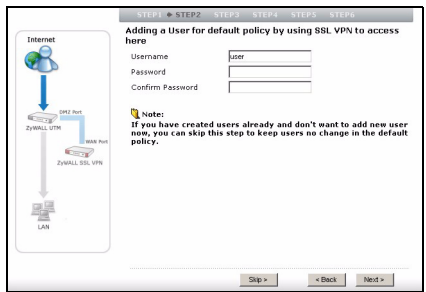 STEP1 STEP2 STEP3 STEP4 STEP5 STEP6
Adding a User for default policy by using SSL VPN to access
here
Username user
Password
Confirm Password
Note:
If you have created users already and don't want to add new user
now, you can skip this step to keep users no change in the default
policy.
Internet
DMZ Port
ZyWALL UTM
WAN Port
ZyWALL SSL VPN
LAN
Skip > < Back Next >